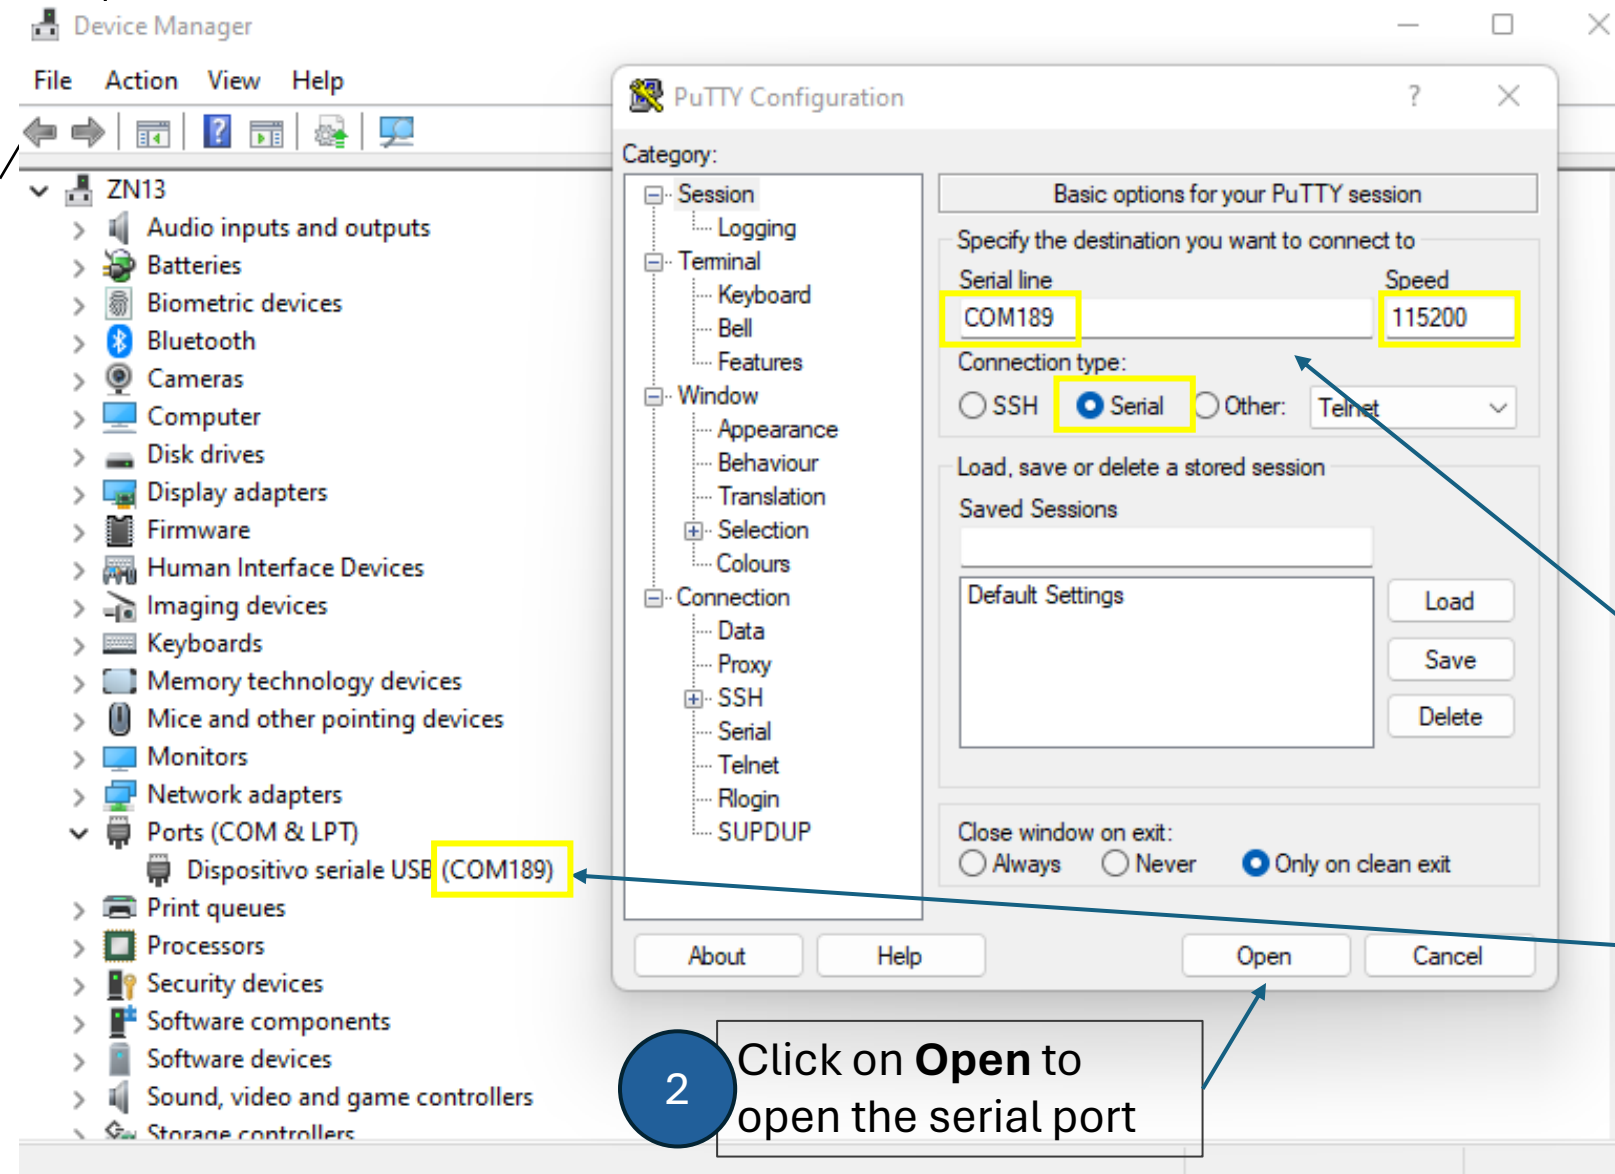 Device Manager
File Action View Help
ZN13
Audio inputs and outputs
Batteries
Biometric devices
Bluetooth
Cameras
Computer
Disk drives
Display adapters
Firmware
Human Interface Devices
Imaging devices
Keyboards
Memory technology devices
Mice and other pointing devices
Monitors
Network adapters
Ports (COM & LPT)
Dispositivo seriale USB (COM189)
Print queues
Processors
Security devices
Software components
Software devices
Sound, video and game controllers
Storage controllers
PuTTY Configuration
?
Category:
Session
Logging
Terminal
Keyboard
Bell
Features
Window
Appearance
Behaviour
Translation
Selection
Colours
Connection
Data
Proxy
SSH
Serial
Telnet
Rlogin
SUPDUP
Basic options for your PuTTY session
Specify the destination you want to connect to
Serial line Speed
COM189 115200
Connection type:
SSH Serial Other: Telnet
Load, save or delete a stored session
Saved Sessions
Default Settings
Load
Save
Delete
Close window on exit:
Always Never Only on clean exit
About Help Open Cancel
2
Click on Open to
open the serial port